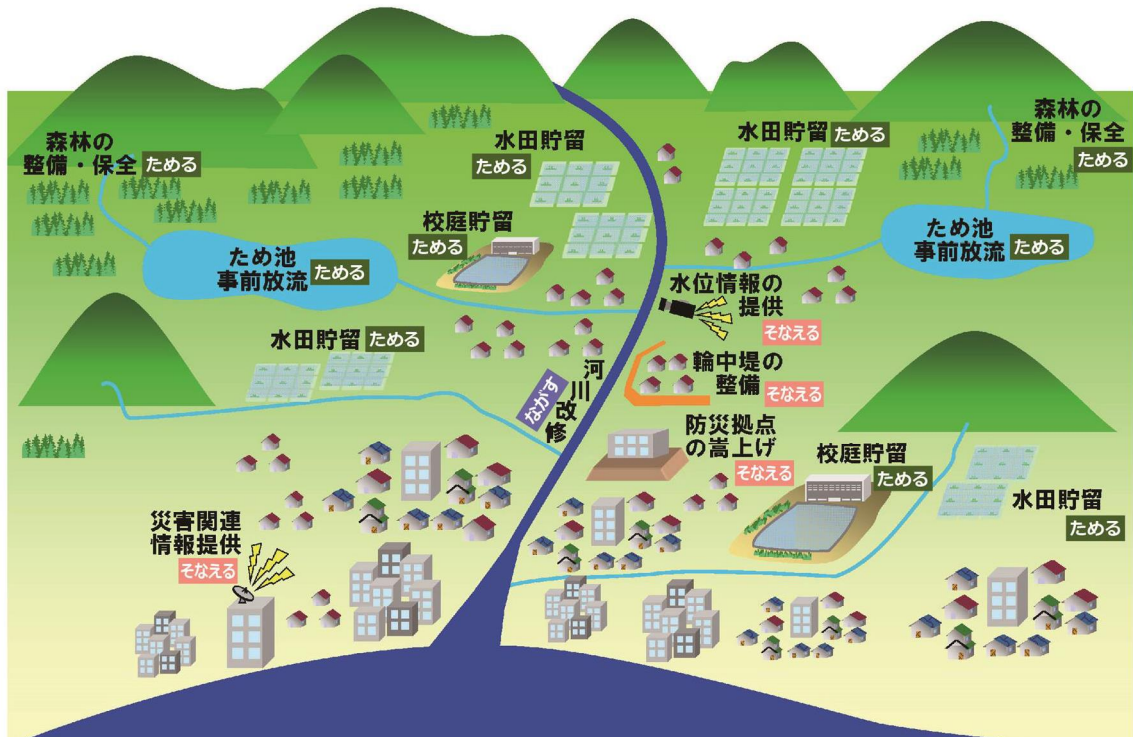 森林の
整備・保全 ためる
水田貯留
ためる
水田貯留 ためる
森林の
整備・保全
ためる
校庭貯留
ためる
ため池
事前放流 ためる
ため池
事前放流 ためる
水位情報の
提供
そなえる
水田貯留 ためる
河川改修
ながす
輪中堤の
整備 そなえる
防災拠点
の嵩上げ
そなえる
校庭貯留
ためる
水田貯留
ためる
災害関連
情報提供
そなえる